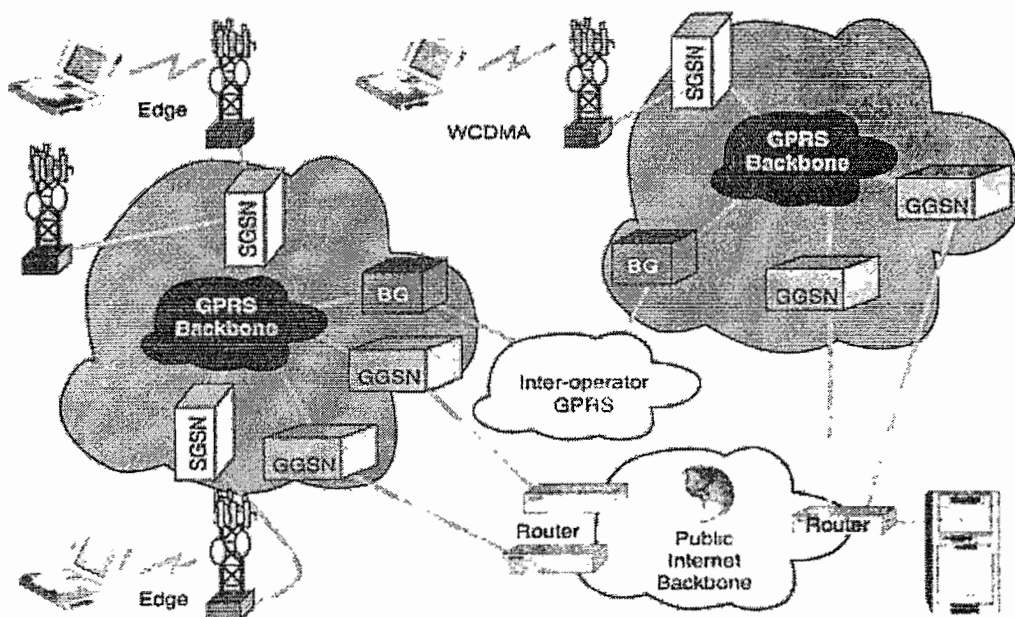 Edge
WCDMA
SGSN
GPRS
Backbone
GGSN
BG
GGSN
SGSN
GPRS
Backbone
BG
GGSN
SGSN
GGSN
Inter-operator
GPRS
Router
Public
Internet
Backbone
Router
Edge